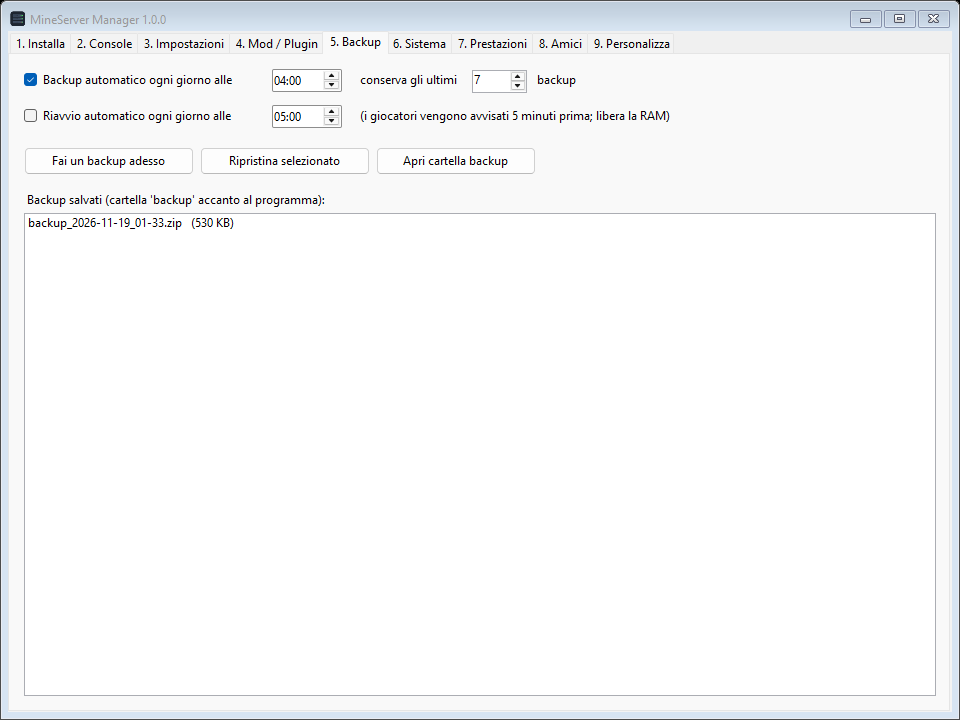 MineServer Manager 1.0.0
1. Installa 2. Console 3. Impostazioni 4. Mod / Plugin 5. Backup 6. Sistema 7. Prestazioni 8. Amici 9. Personalizza
Backup automatico ogni giorno alle 04:00 conserva gli ultimi 7 backup
Riavvio automatico ogni giorno alle 05:00 (i giocatori vengono avvisati 5 minuti prima; libera la RAM)
Fai un backup adesso Ripristina selezionato Apri cartella backup
Backup salvati (cartella 'backup' accanto al programma):
backup_2026-11-19_01-33.zip (530 KB)